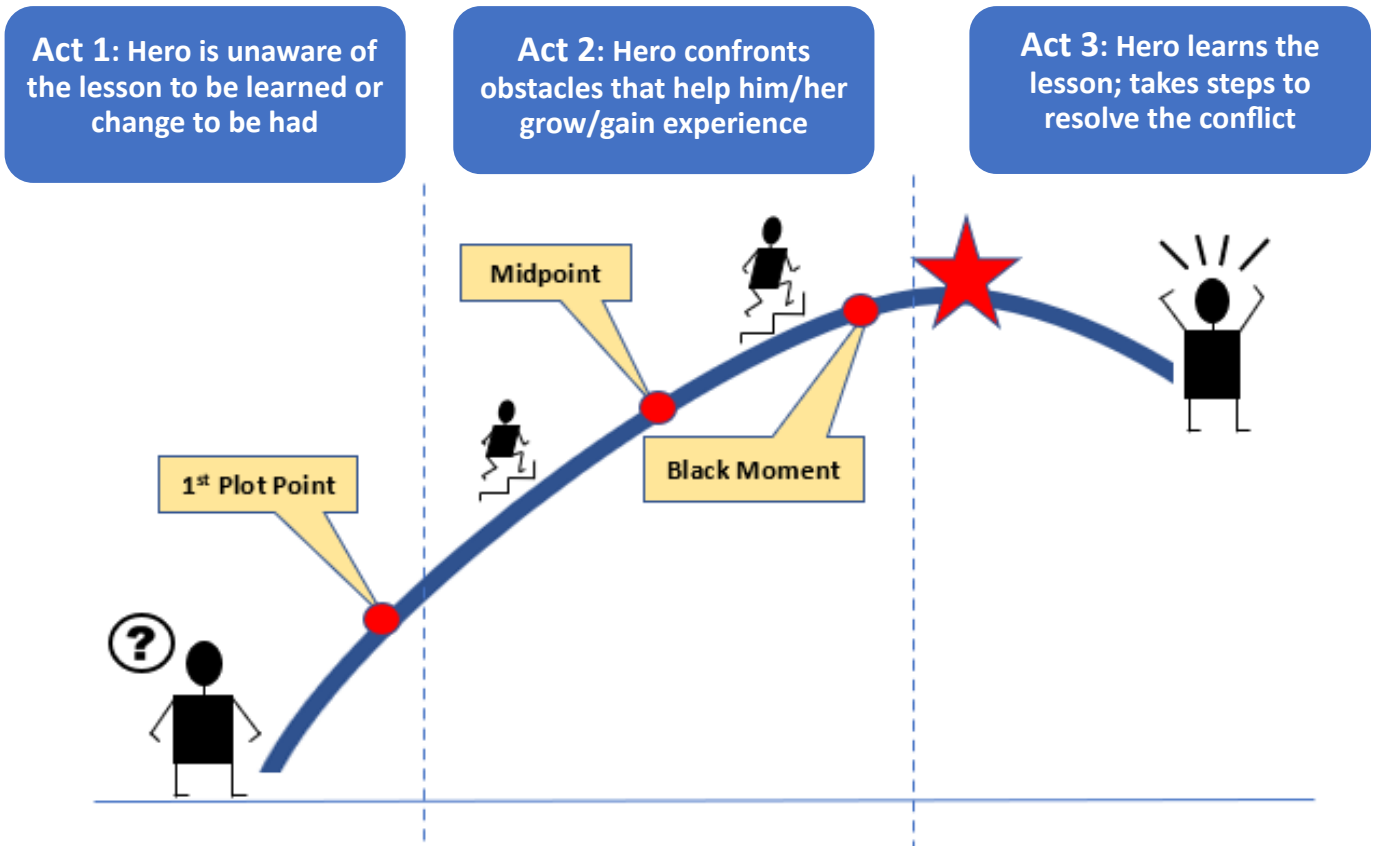 Act 1: Hero is unaware of
the lesson to be learned or
change to be had
Act 2: Hero confronts
obstacles that help him/her
grow/gain experience
Act 3: Hero learns the
lesson; takes steps to
resolve the conflict
Midpoint
Black Moment
1st Plot Point
?